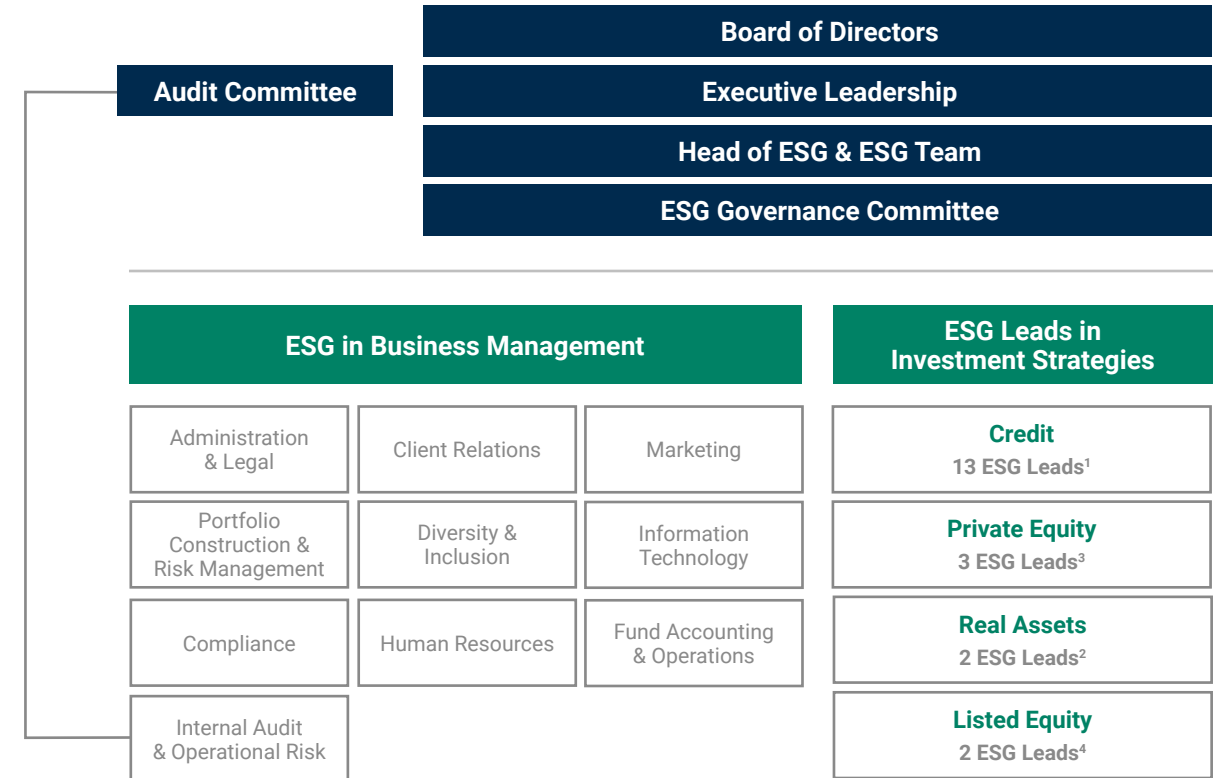 Board of Directors
Audit Committee
Executive Leadership
Head of ESG & ESG Team
ESG Governance Committee
ESG in Business Management
Administration
& Legal
Client Relations
Marketing
Portfolio
Construction &
Risk Management
Diversity &
Inclusion
Information
Technology
Compliance
Human Resources
Fund Accounting
& Operations
Internal Audit
& Operational Risk
ESG Leads in
Investment Strategies
Credit
13 ESG Leads¹
Private Equity
3 ESG Leads³
Real Assets
2 ESG Leads²
Listed Equity
2 ESG Leads⁴